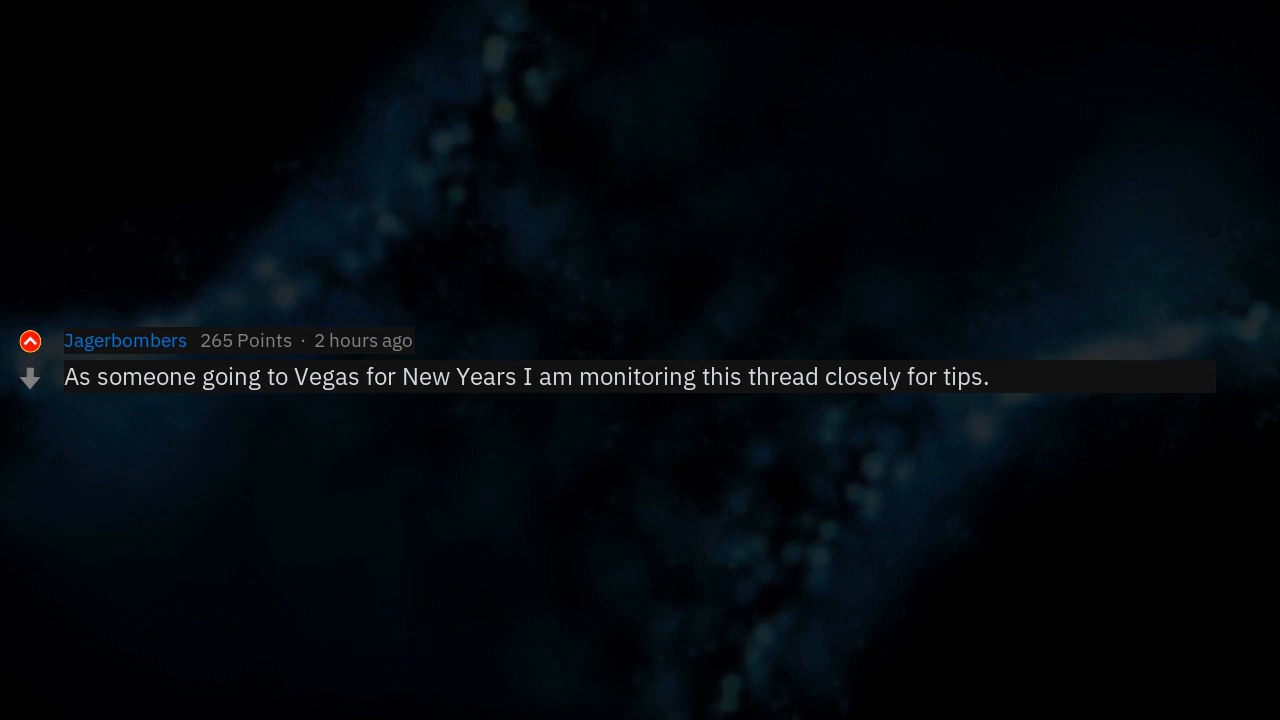 Jagerbombers 265 Points · 2 hours ago
As someone going to Vegas for New Years I am monitoring this thread closely for tips.